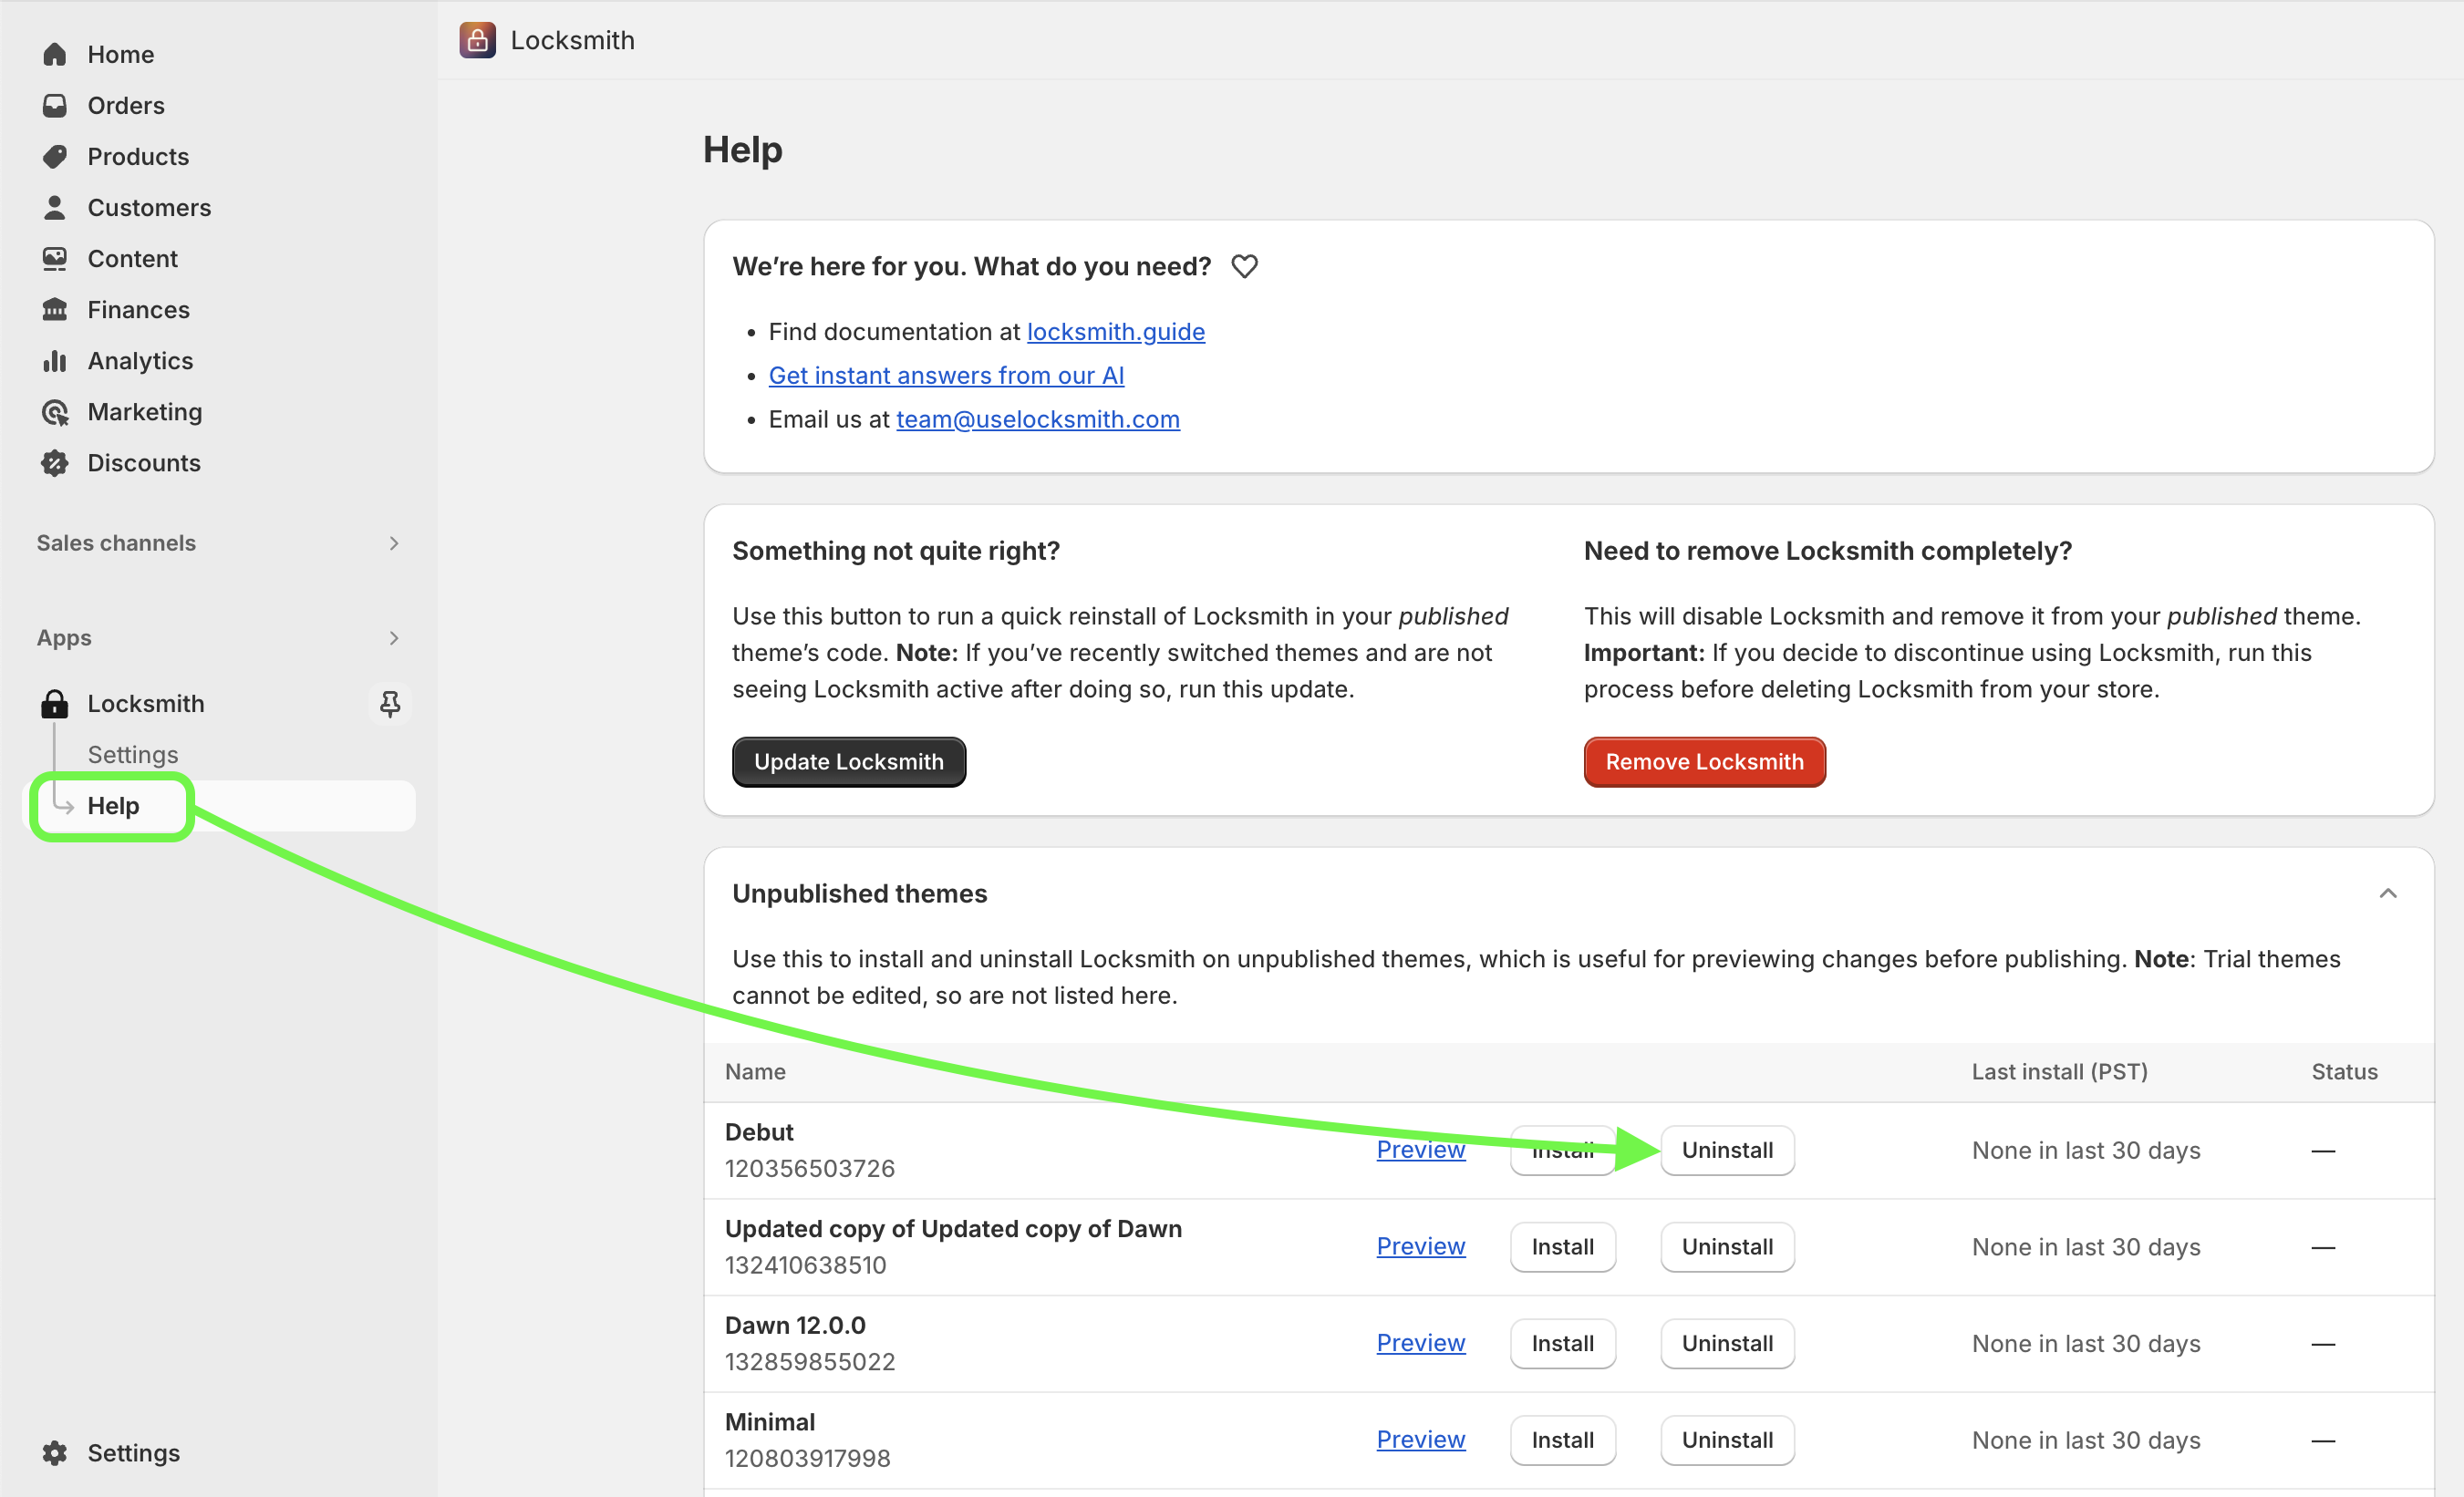 Home
Orders
Products
Customers
Content
Finances
Analytics
Marketing
Discounts
Sales channels
Apps
Locksmith
Settings
Help
Settings
Locksmith
Help
We’re here for you. What do you need?
• Find documentation at locksmith.guide
• Get instant answers from our AI
• Email us at team@uselocksmith.com
Something not quite right?
Use this button to run a quick reinstall of Locksmith in your published
theme’s code. Note: If you’ve recently switched themes and are not
seeing Locksmith active after doing so, run this update.
Update Locksmith
Need to remove Locksmith completely?
This will disable Locksmith and remove it from your published theme.
Important: If you decide to discontinue using Locksmith, run this
process before deleting Locksmith from your store.
Remove Locksmith
Unpublished themes
Use this to install and uninstall Locksmith on unpublished themes, which is useful for previewing changes before publishing. Note: Trial themes
cannot be edited, so are not listed here.
Name Last install (PST) Status
Debut
120356503726
Preview Install Uninstall None in last 30 days —
Updated copy of Updated copy of Dawn
132410638510
Preview Install Uninstall None in last 30 days —
Dawn 12.0.0
132859855022
Preview Install Uninstall None in last 30 days —
Minimal
120803917998
Preview Install Uninstall None in last 30 days —